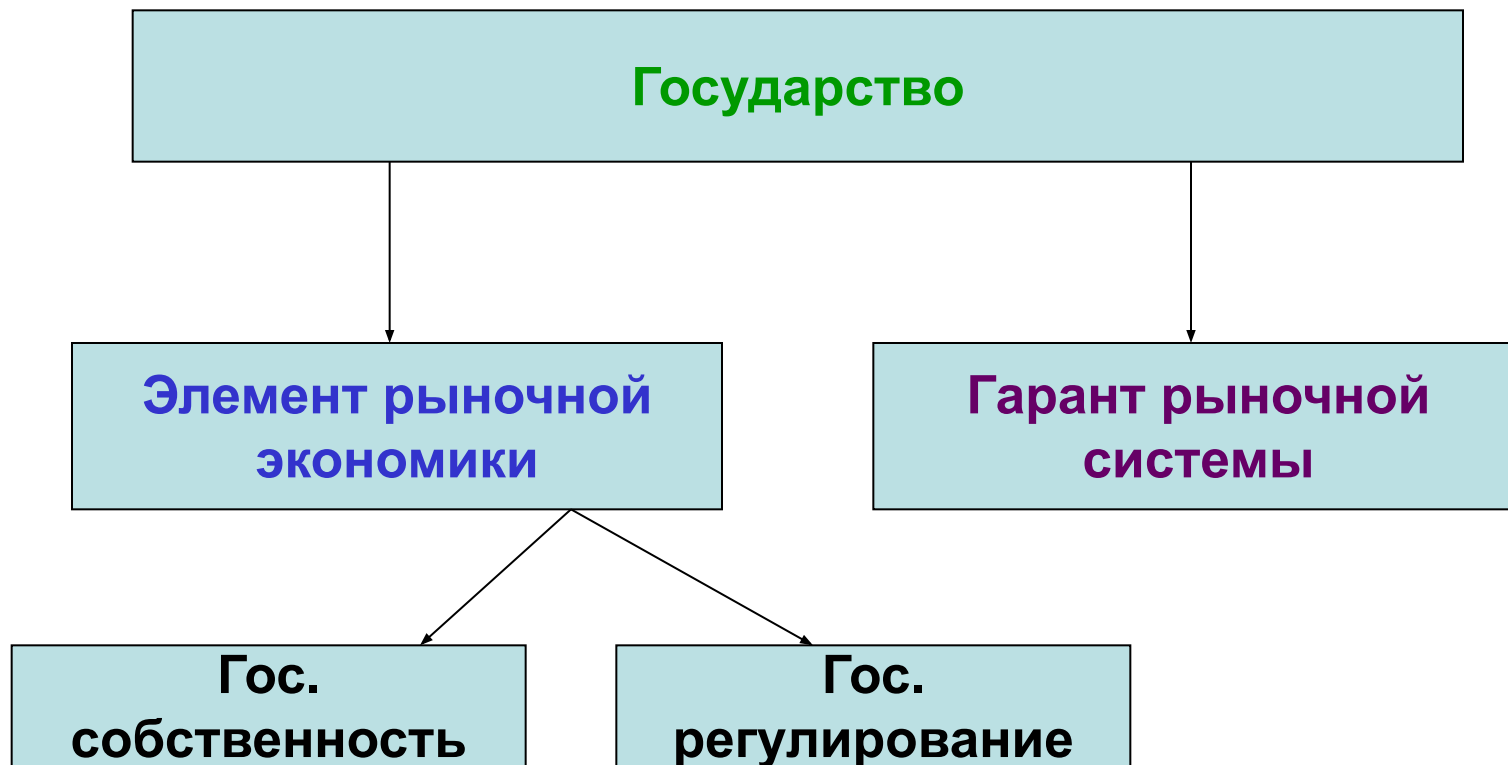 Государство
Элемент рыночной
экономики
Гарант рыночной
системы
Гос.
собственность
Гос.
регулирование